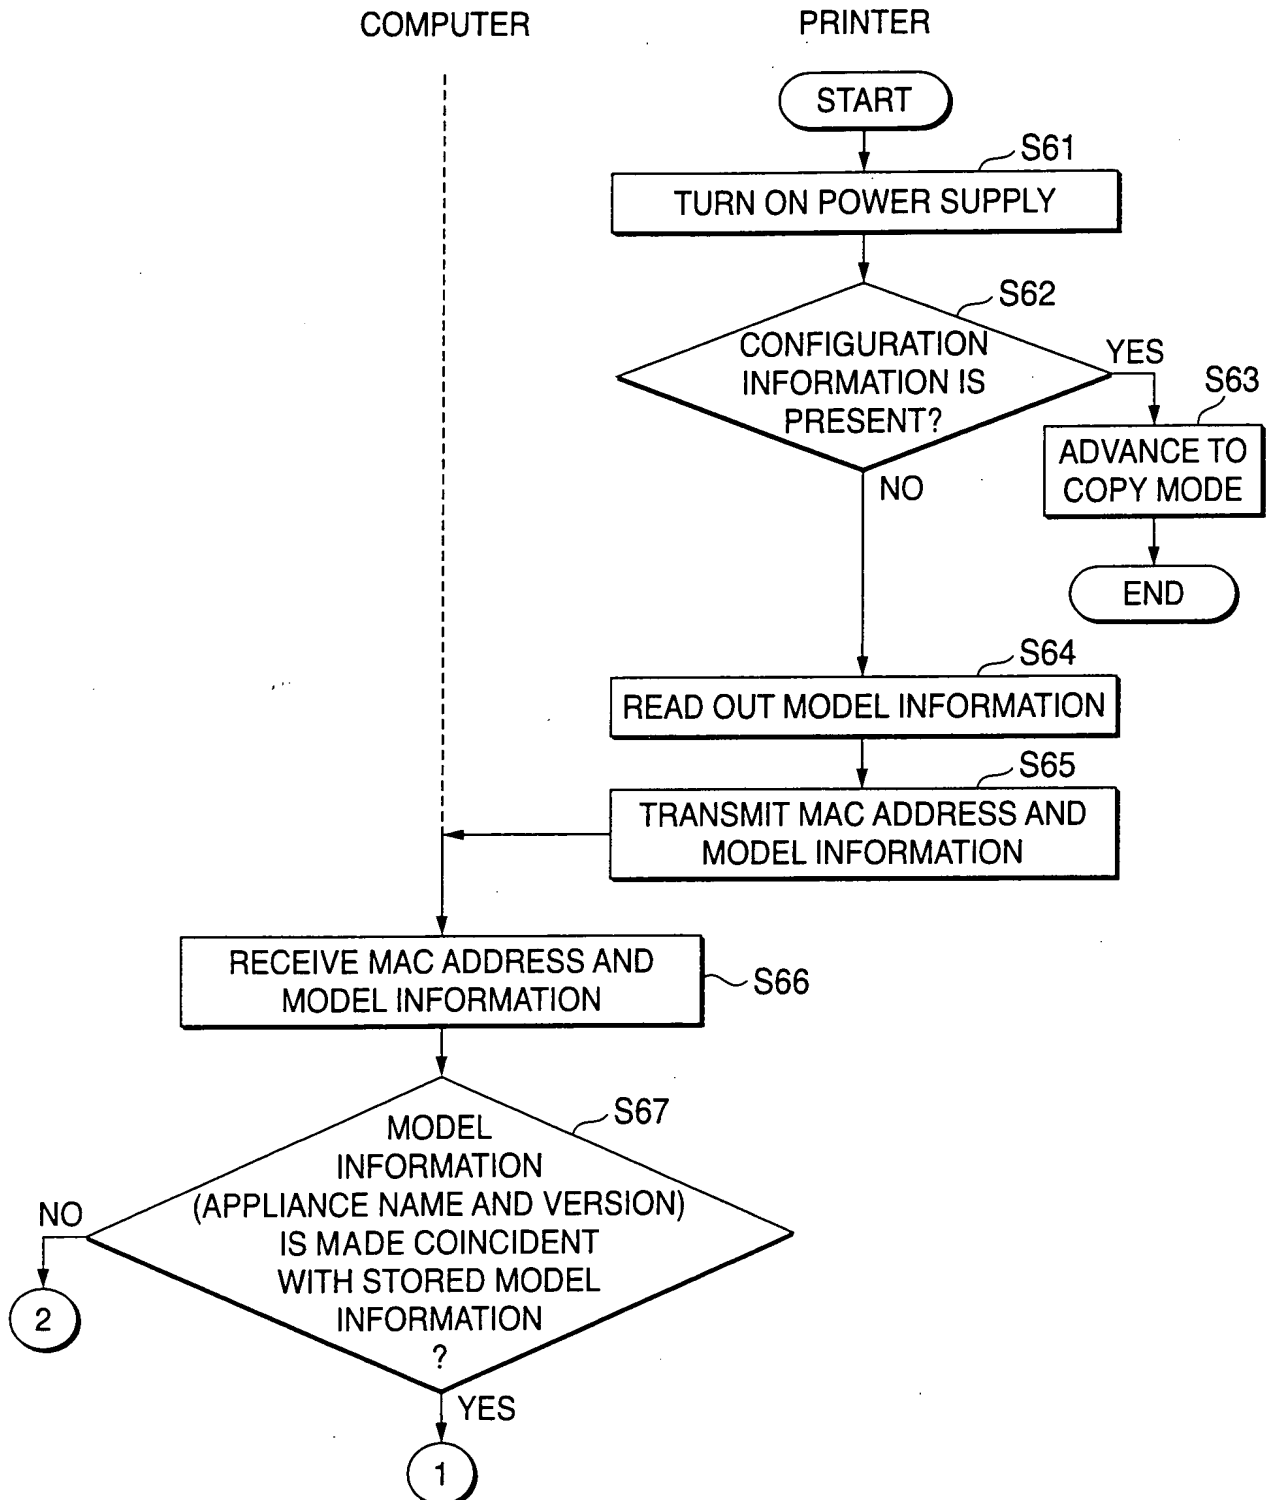 COMPUTER
PRINTER
START
S61
TURN ON POWER SUPPLY
S62
CONFIGURATION
INFORMATION IS
PRESENT?
YES
S63
ADVANCE TO
COPY MODE
NO
END
S64
READ OUT MODEL INFORMATION
S65
TRANSMIT MAC ADDRESS AND
MODEL INFORMATION
RECEIVE MAC ADDRESS AND
MODEL INFORMATION
S66
S67
MODEL
INFORMATION
(APPLIANCE NAME AND VERSION)
IS MADE COINCIDENT
WITH STORED MODEL
INFORMATION
?
NO
2
YES
1